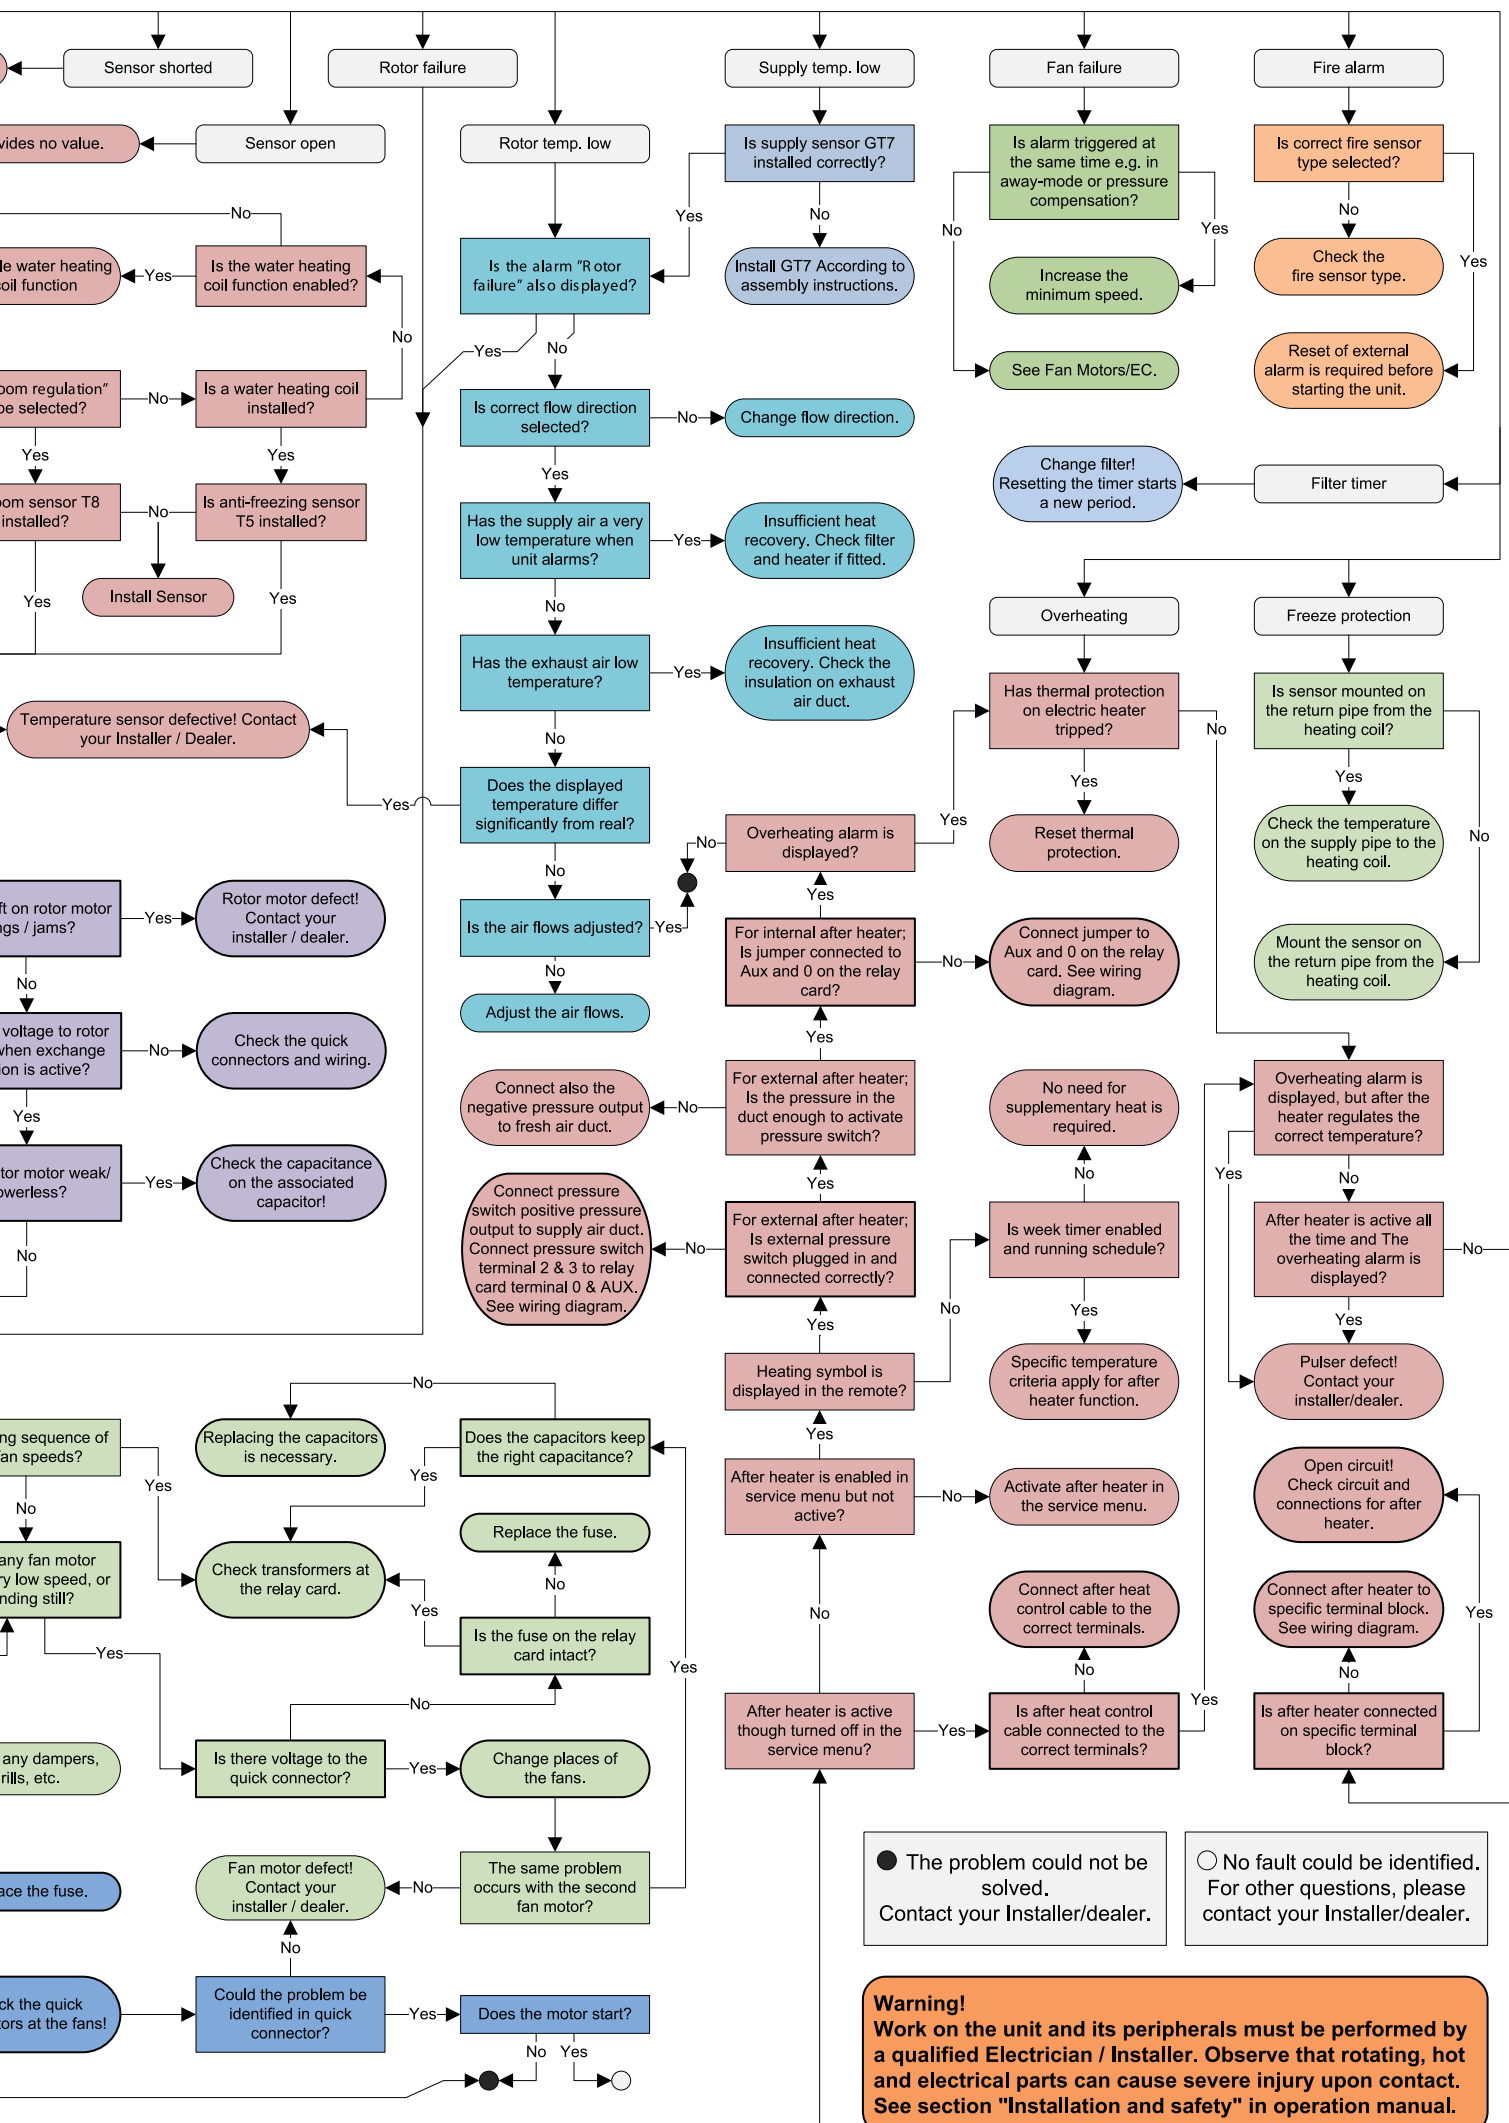 Sensor shorted
Rotor failure
Supply temp. low
Fan failure
Fire alarm
vides no value.
Sensor open
Rotor temp. low
Is supply sensor GT7
installed correctly?
Is alarm triggered at
the same time e.g. in
away-mode or pressure
compensation?
Is correct fire sensor
type selected?
No
Yes
No
No
Yes
No
Yes
le water heating
coil function
Yes
Is the water heating
coil function enabled?
Is the alarm "Rotor
failure" also displayed?
Install GT7 According to
assembly instructions.
Increase the
minimum speed.
Check the
fire sensor type.
No
Yes
No
See Fan Motors/EC.
Reset of external
alarm is required before
starting the unit.
oom regulation"
be selected?
No
Is a water heating coil
installed?
Is correct flow direction
selected?
No
Change flow direction.
Yes
Yes
Yes
Change filter!
Resetting the timer starts
a new period.
Filter timer
oom sensor T8
installed?
No
Is anti-freezing sensor
T5 installed?
Has the supply air a very
low temperature when
unit alarms?
Yes
Insufficient heat
recovery. Check filter
and heater if fitted.
Yes
Install Sensor
Yes
No
Overheating
Freeze protection
Has the exhaust air low
temperature?
Yes
Insufficient heat
recovery. Check the
insulation on exhaust
air duct.
Has thermal protection
on electric heater
tripped?
No
Is sensor mounted on
the return pipe from the
heating coil?
Temperature sensor defective! Contact
your Installer / Dealer.
No
Yes
Yes
Yes
Does the displayed
temperature differ
significantly from real?
No
Overheating alarm is
displayed?
Yes
Reset thermal
protection.
Check the temperature
on the supply pipe to the
heating coil.
No
No
Yes
ft on rotor motor
ngs / jams?
Yes
Rotor motor defect!
Contact your
installer / dealer.
Is the air flows adjusted?
Yes
For internal after heater;
Is jumper connected to
Aux and 0 on the relay
card?
No
Connect jumper to
Aux and 0 on the relay
card. See wiring
diagram.
Mount the sensor on
the return pipe from the
heating coil.
No
No
Adjust the air flows.
Yes
voltage to rotor
when exchange
ion is active?
No
Check the quick
connectors and wiring.
Connect also the
negative pressure output
to fresh air duct.
No
For external after heater;
Is the pressure in the
duct enough to activate
pressure switch?
No need for
supplementary heat is
required.
Overheating alarm is
displayed, but after the
heater regulates the
correct temperature?
Yes
Yes
No
Yes
No
tor motor weak/
owerless?
Yes
Check the capacitance
on the associated
capacitor!
Connect pressure
switch positive pressure
output to supply air duct.
Connect pressure switch
terminal 2 & 3 to relay
card terminal 0 & AUX.
See wiring diagram.
No
For external after heater;
Is external pressure
switch plugged in and
connected correctly?
Is week timer enabled
and running schedule?
After heater is active all
the time and The
overheating alarm is
displayed?
No
No
Yes
No
Yes
Yes
Heating symbol is
displayed in the remote?
Specific temperature
criteria apply for after
heater function.
Pulser defect!
Contact your
installer/dealer.
No
Yes
ng sequence of
fan speeds?
Yes
Replacing the capacitors
is necessary.
Yes
Does the capacitors keep
the right capacitance?
After heater is enabled in
service menu but not
active?
No
Activate after heater in
the service menu.
Open circuit!
Check circuit and
connections for after
heater.
No
Replace the fuse.
any fan motor
ry low speed, or
nding still?
Check transformers at
the relay card.
No
Yes
No
Connect after heat
control cable to the
correct terminals.
Connect after heater to
specific terminal block.
See wiring diagram.
Yes
Is the fuse on the relay
card intact?
Yes
Yes
No
No
No
Yes
After heater is active
though turned off in the
service menu?
Yes
Is after heat control
cable connected to the
correct terminals?
Is after heater connected
on specific terminal
block?
any dampers,
rills, etc.
Is there voltage to the
quick connector?
Yes
Change places of
the fans.
Fan motor defect!
Contact your
installer / dealer.
No
The same problem
occurs with the second
fan motor?
ace the fuse.
The problem could not be
solved.
Contact your Installer/dealer.
No fault could be identified.
For other questions, please
contact your Installer/dealer.
No
ck the quick
tors at the fans!
Could the problem be
identified in quick
connector?
Yes
Does the motor start?
No
Yes
Warning!
Work on the unit and its peripherals must be performed by
a qualified Electrician / Installer. Observe that rotating, hot
and electrical parts can cause severe injury upon contact.
See section "Installation and safety" in operation manual.